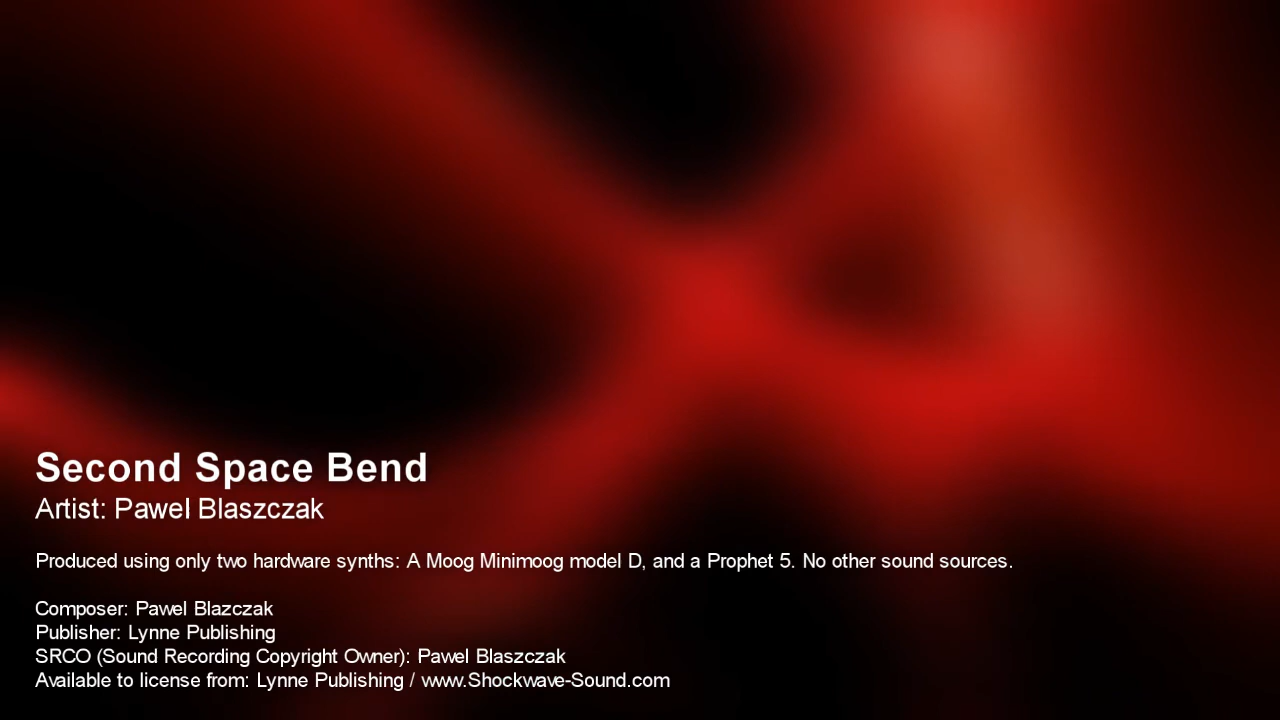 Second Space Bend
Artist: Pawel Blaszczak
Produced using only two hardware synths: A Moog Minimoog model D, and a Prophet 5. No other sound sources.
Composer: Pawel Blazczak
Publisher: Lynne Publishing
SRCO (Sound Recording Copyright Owner): Pawel Blaszczak
Available to license from: Lynne Publishing / www.Shockwave-Sound.com